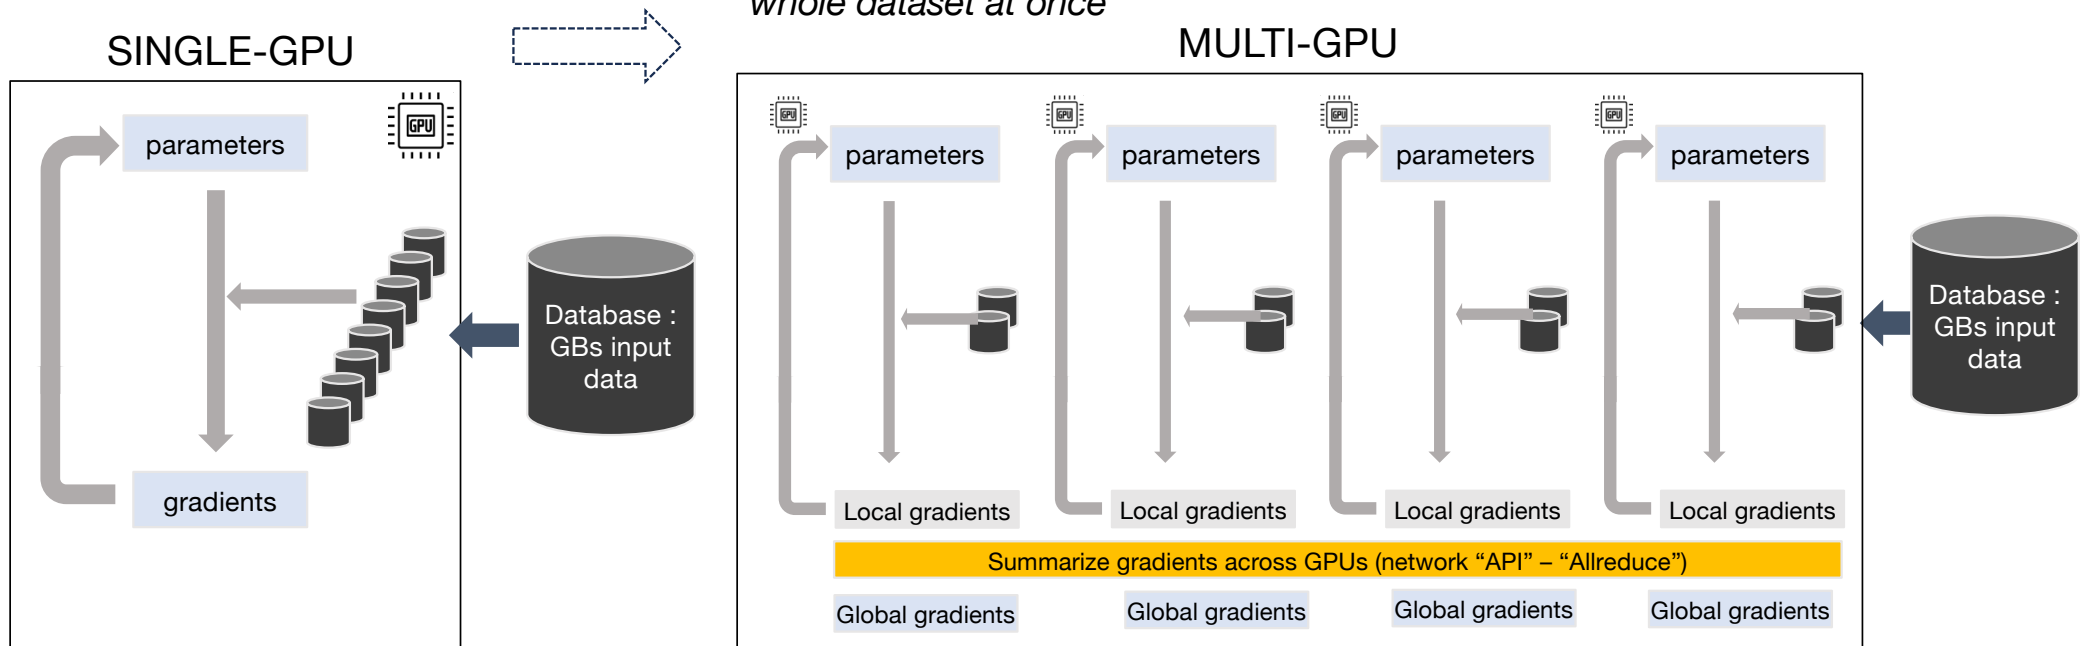 whole dataset at once
SINGLE-GPU
MULTI-GPU
GPU
parameters
Database :
GBs input
data
gradients
GPU
GPU
GPU
GPU
parameters
parameters
parameters
parameters
Database :
GBs input
data
Local gradients
Local gradients
Local gradients
Local gradients
Summarize gradients across GPUs (network “API” – “Allreduce”)
Global gradients
Global gradients
Global gradients
Global gradients